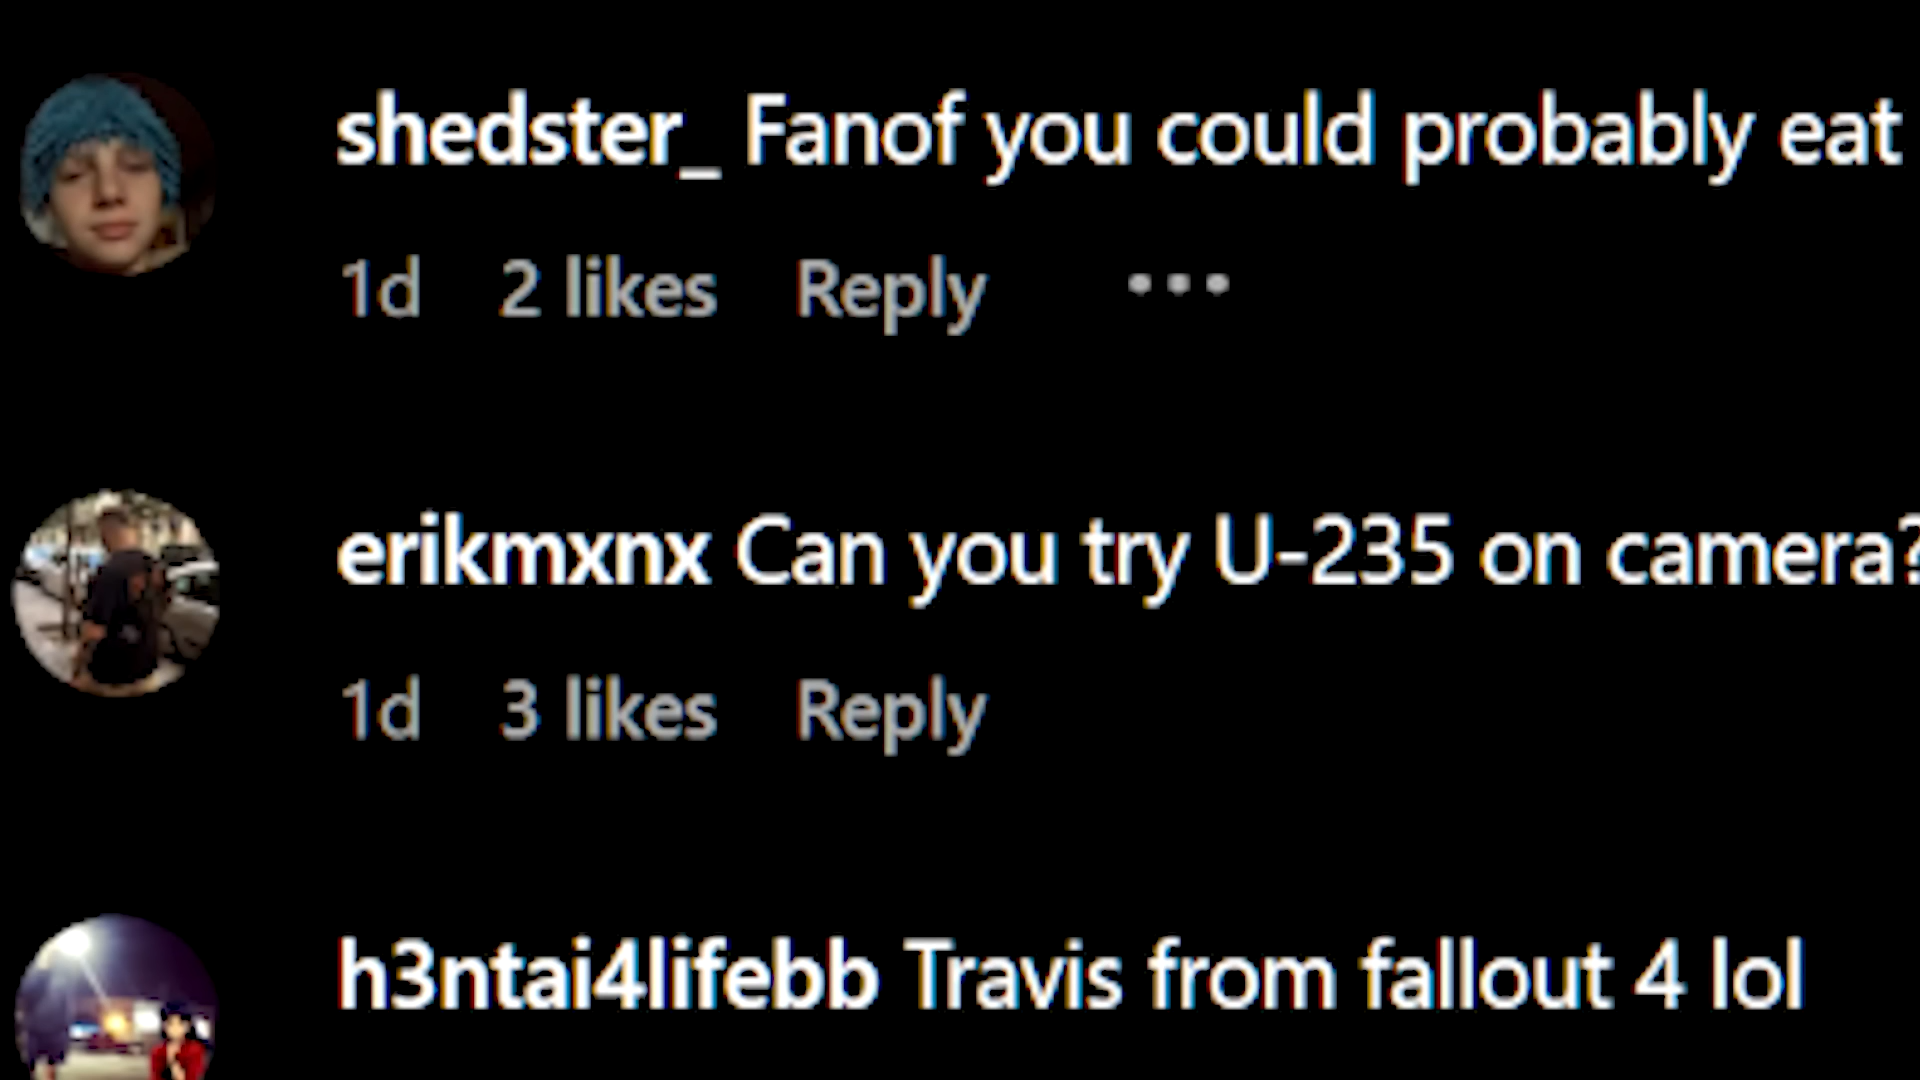 shedster_ Fanof you could probably eat
1d 2 likes Reply ...
erikmxnx Can you try U-235 on camera?
1d 3 likes Reply
h3ntai4lifebb Travis from fallout 4 lol